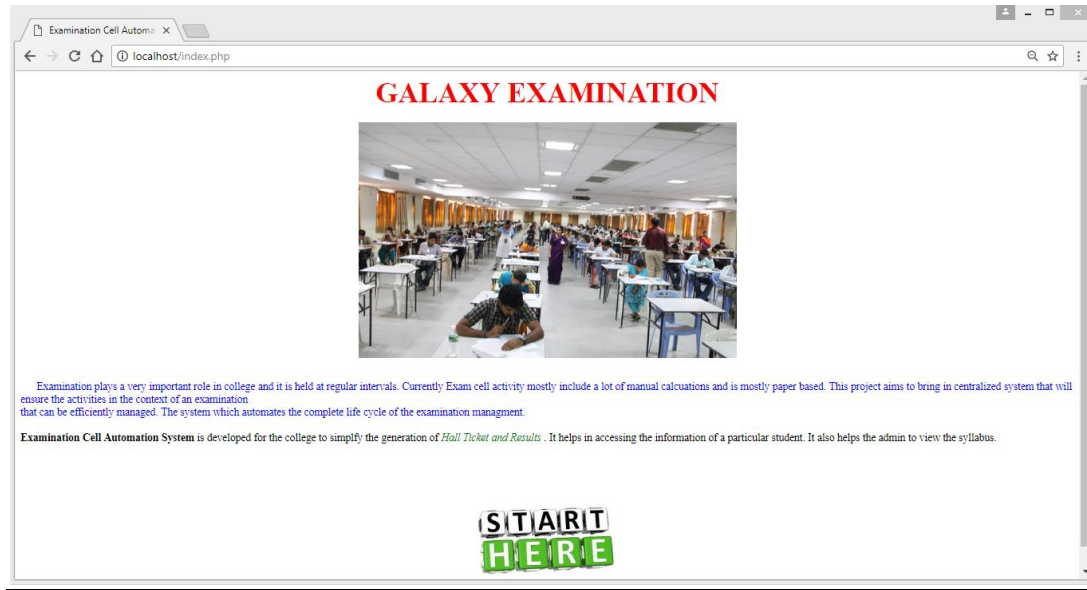 Examination Cell Automa
localhost/index.php
GALAXY EXAMINATION
Examination plays a very important role in college and it is held at regular intervals. Currently Exam cell activity mostly include a lot of manual calcuations and is mostly paper based. This project aims to bring in centralized system that will
ensure the activities in the context of an examination
that can be efficiently managed. The system which automates the complete life cycle of the examination managment.
Examination Cell Automation System is developed for the college to simplfy the generation of Hall Ticket and Results . It helps in accessing the information of a particular student. It also helps the admin to view the syllabus.
START
HERE